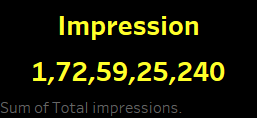 Impression
1,72,59,25,240
Sum of Total impressions.